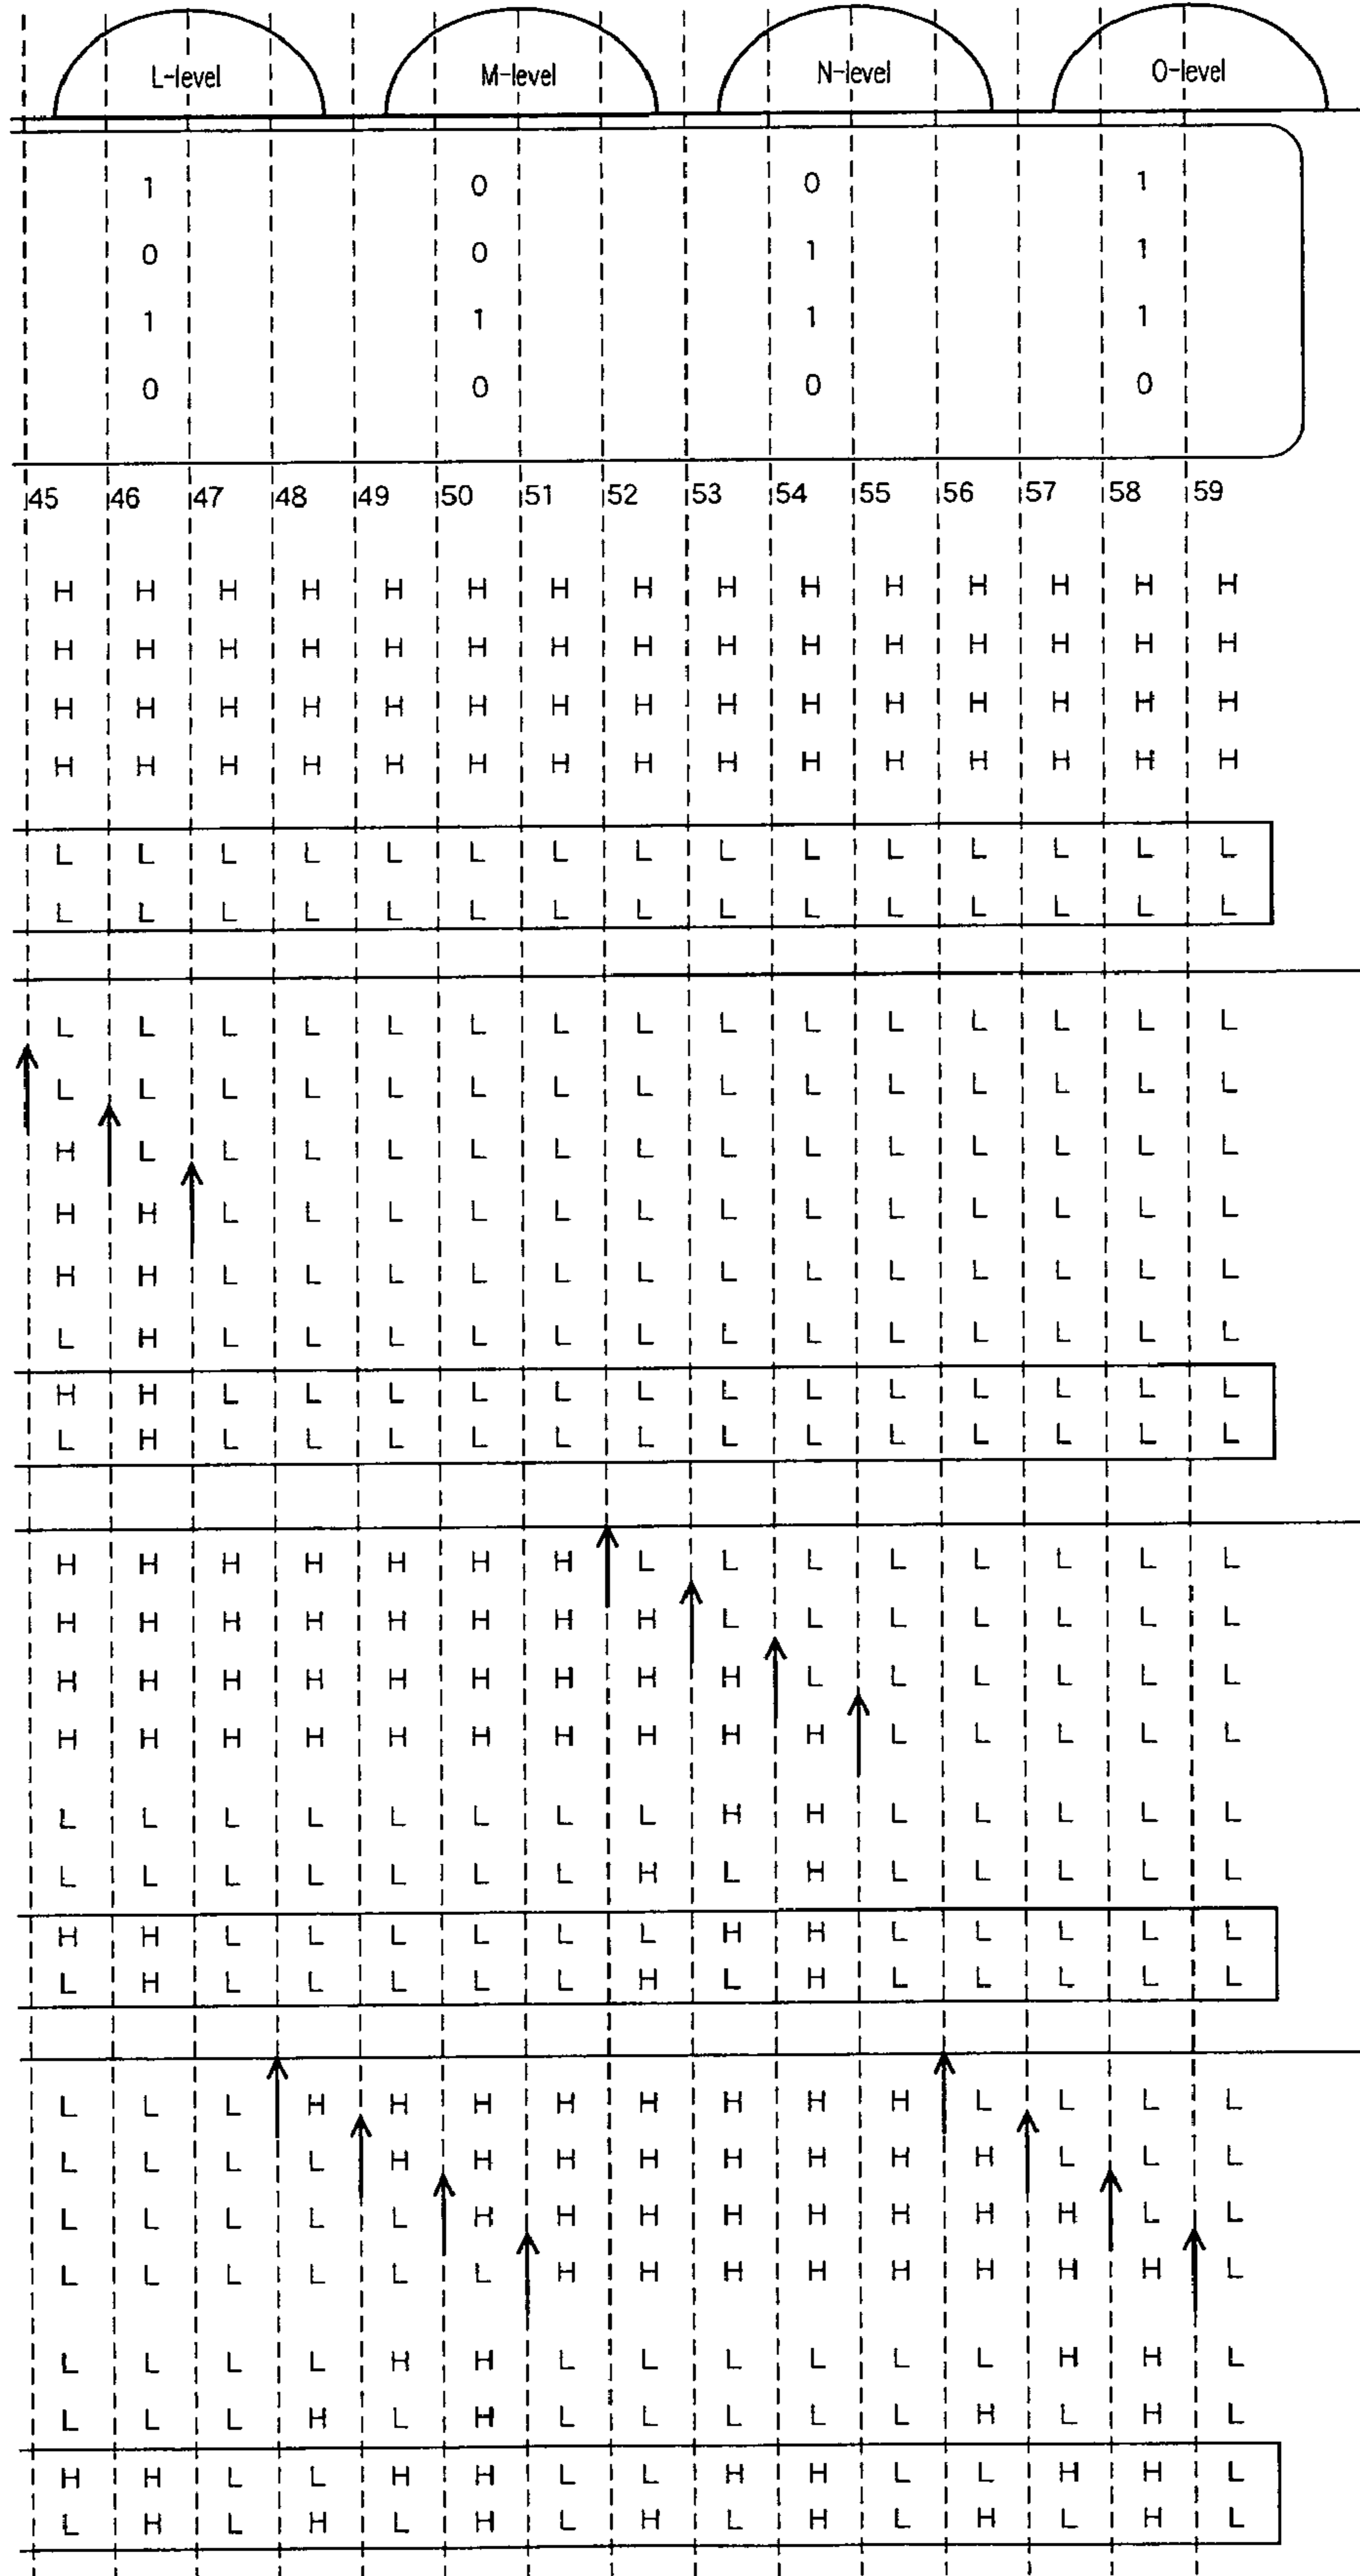 L-level M-level N-level O-level
1 0 0 1
0 0 1 1
1 1 1 1
0 0 0 0
45 46 47 48 49 50 51 52 53 54 55 56 57 58 59
H H H H H H H H H H H H H H H
H H H H H H H H H H H H H H H
H H H H H H H H H H H H H H H
H H H H H H H H H H H H H H H
L L L L L L L L L L L L L L L
L L L L L L L L L L L L L L L
L L L L L L L L L L L L L L L
L L L L L L L L L L L L L L L
H L L L L L L L L L L L L L L
H H L L L L L L L L L L L L L
H H L L L L L L L L L L L L L
L H L L L L L L L L L L L L L
H H L L L L L L L L L L L L L
L H L L L L L L L L L L L L L
H H H H H H H L L L L L L L L
H H H H H H H H L L L L L L L
H H H H H H H H H L L L L L L
H H H H H H H H H H L L L L L
L L L L L L L L H H L L L L L
L L L L L L L H L H L L L L L
H H L L L L L L H H L L L L L
L H L L L L L H L H L L L L L
L L L H H H H H H H H L L L L
L L L L H H H H H H H H L L L
L L L L L H H H H H H H H L L
L L L L L L H H H H H H H H L
L L L L H H L L L L L L H H L
L L L H L H L L L L L H L H L
H H L L H H L L H H L L H H L
L H L H L H L H L H L H L H L